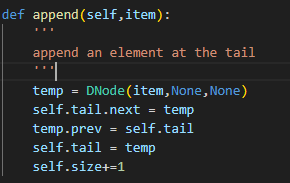 def append(self,item):
    '''
    append an element at the tail
    '''
    temp = DNode(item,None,None)
    self.tail.next = temp
    temp.prev = self.tail
    self.tail = temp
    self.size+=1